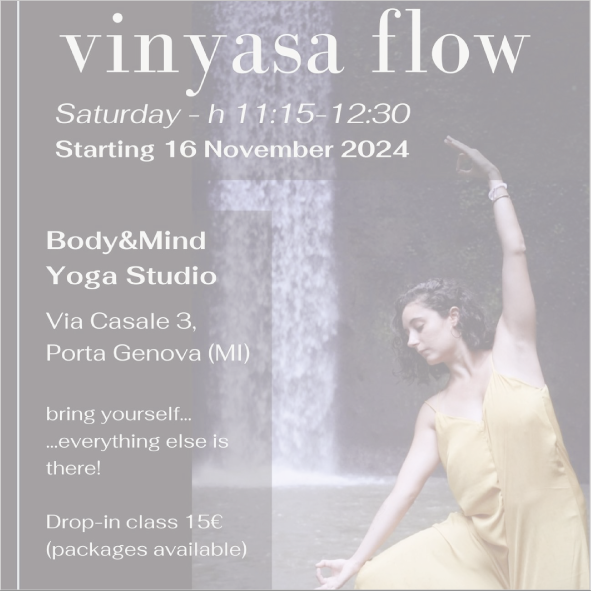 vinyasa flow
Saturday - h 11:15-12:30
Starting 16 November 2024
Body&Mind
Yoga Studio
Via Casale 3,
Porta Genova (MI)
bring yourself...
...everything else is
there!
Drop-in class 15€
(packages available)